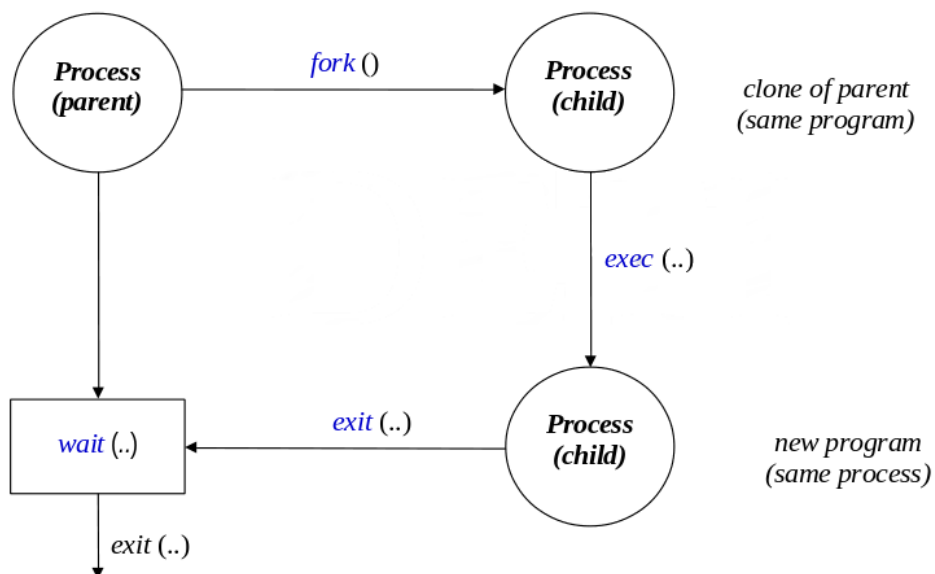 Process
(parent)
fork ()
Process
(child)
clone of parent
(same program)
exec (..)
wait (..)
exit (..)
Process
(child)
new program
(same process)
exit (..)